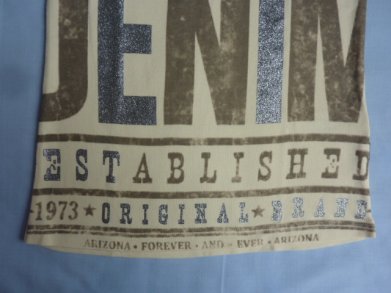 DENIM
ESTABLISHED
-1973 ★ ORIGINAL ★ BRAND-
ARIZONA • FOREVER • AND • EVER • ARIZONA